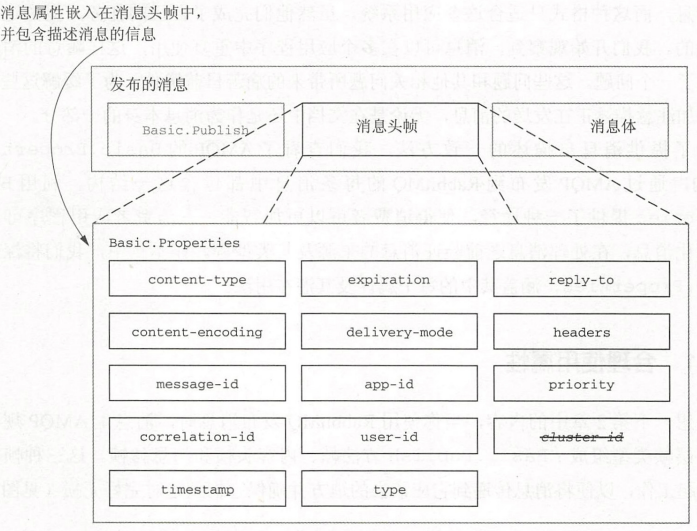 消息属性嵌入在消息头帧中，
并包含描述消息的信息
发布的消息
Basic.Publish
消息头帧
消息体
Basic.Properties
content-type
expiration
reply-to
content-encoding
delivery-mode
headers
message-id
app-id
priority
correlation-id
user-id
cluster-id
timestamp
type